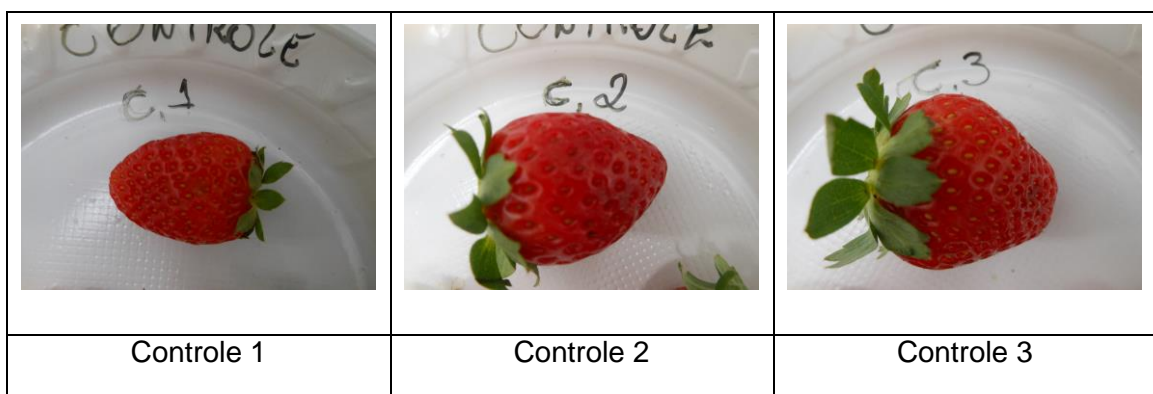 CONTROLE
C.1
CONTROLE
C.2
C.3
Controle 1
Controle 2
Controle 3